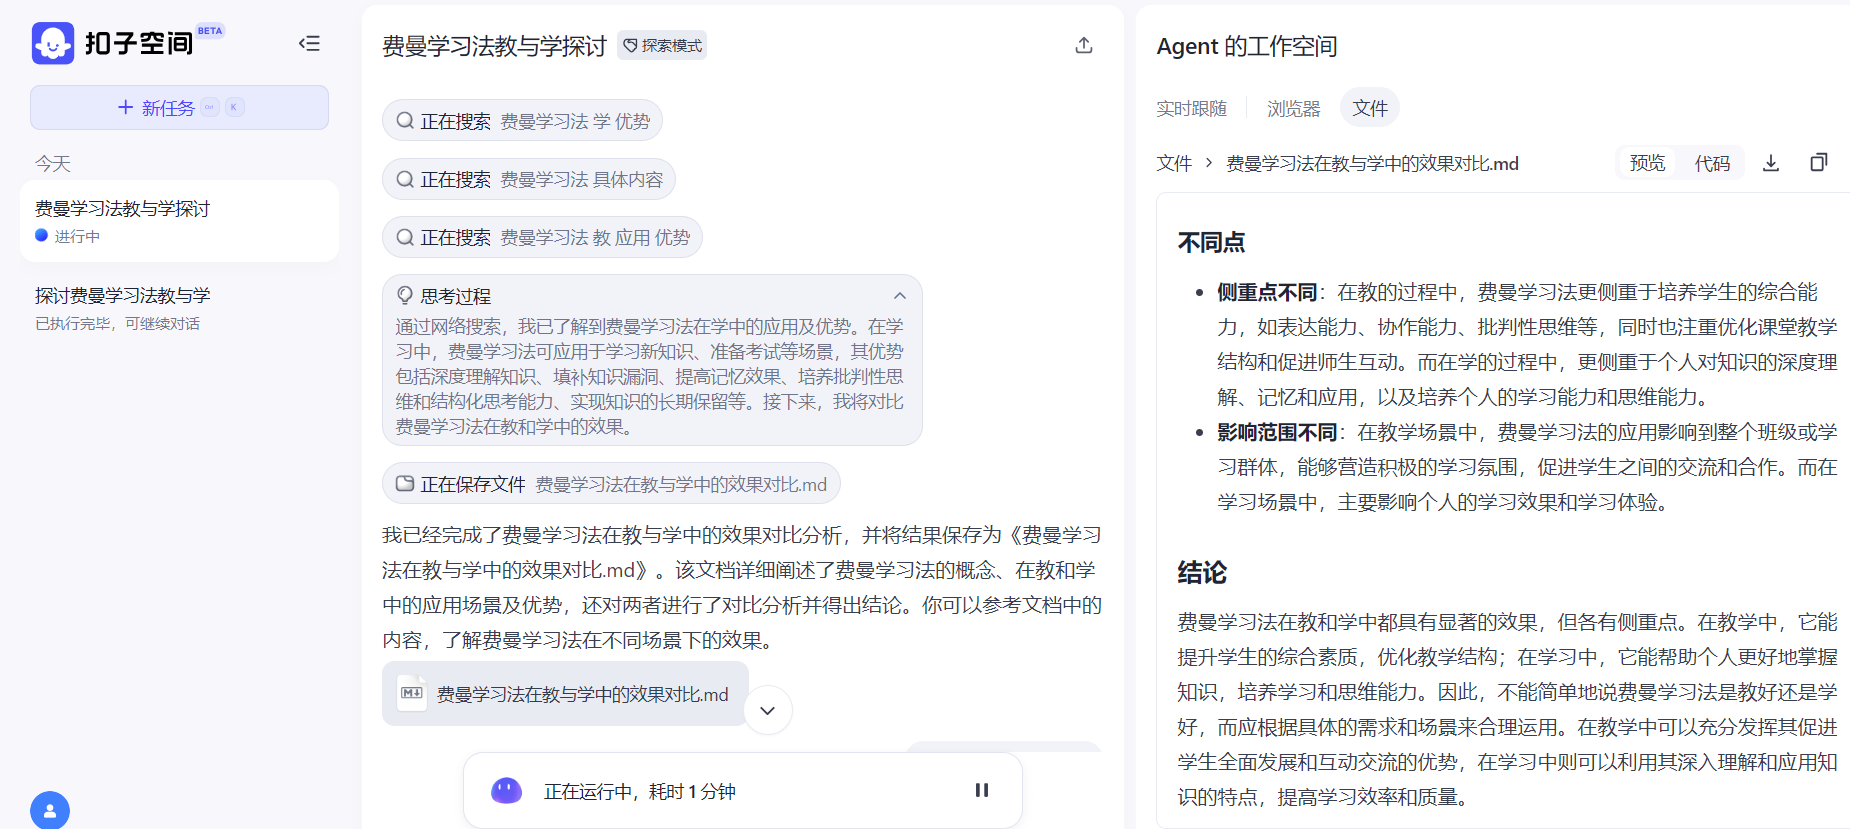 扣子空间 BETA
+ 新任务 Ctrl K
今天
费曼学习法教与学探讨
进行中
探讨费曼学习法教与学
已执行完毕，可继续对话
费曼学习法教与学探讨 探索模式
正在搜索 费曼学习法 学 优势
正在搜索 费曼学习法 具体内容
正在搜索 费曼学习法 教 应用 优势
思考过程
通过网络搜索，我已了解到费曼学习法在学中的应用及优势。在学
习中，费曼学习法可应用于学习新知识、准备考试等场景，其优势
包括深度理解知识、填补知识漏洞、提高记忆效果、培养批判性思
维和结构化思考能力、实现知识的长期保留等。接下来，我将对比
费曼学习法在教和学中的效果。
正在保存文件 费曼学习法在教与学中的效果对比.md
我已经完成了费曼学习法在教与学中的效果对比分析，并将结果保存为《费曼学习
法在教与学中的效果对比.md》。该文档详细阐述了费曼学习法的概念、在教和学
中的应用场景及优势，还对两者进行了对比分析并得出结论。你可以参考文档中的
内容，了解费曼学习法在不同场景下的效果。
费曼学习法在教与学中的效果对比.md
正在运行中，耗时 1 分钟
Agent 的工作空间
实时跟随 浏览器 文件
文件 > 费曼学习法在教与学中的效果对比.md 预览 代码
不同点
• 侧重点不同：在教的过程中，费曼学习法更侧重于培养学生的综合能
力，如表达能力、协作能力、批判性思维等，同时也注重优化课堂教学
结构和促进师生互动。而在学的过程中，更侧重于个人对知识的深度理
解、记忆和应用，以及培养个人的学习能力和思维能力。
• 影响范围不同：在教学场景中，费曼学习法的应用影响到整个班级或学
习群体，能够营造积极的学习氛围，促进学生之间的交流和合作。而在
学习场景中，主要影响个人的学习效果和学习体验。
结论
费曼学习法在教和学中都具有显著的效果，但各有侧重点。在教学中，它能
提升学生的综合素质，优化教学结构；在学习中，它能帮助个人更好地掌握
知识，培养学习和思维能力。因此，不能简单地说费曼学习法是教好还是学
好，而应根据具体的需求和场景来合理运用。在教学中可以充分发挥其促进
学生全面发展和互动交流的优势，在学习中则可以利用其深入理解和应用知
识的特点，提高学习效率和质量。